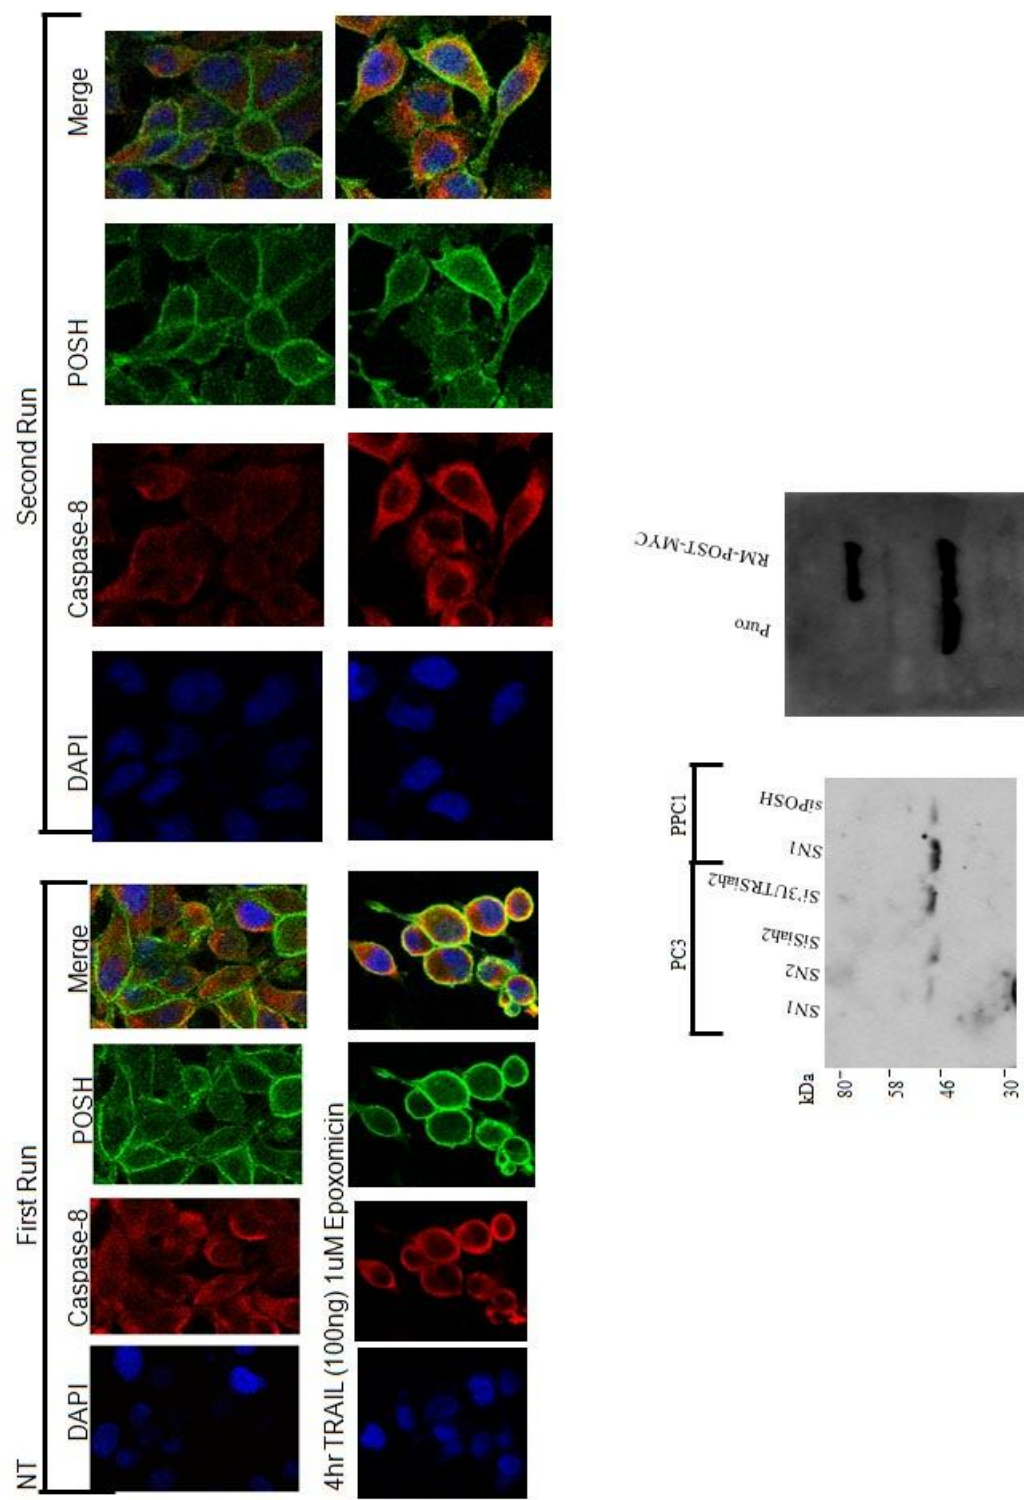 First Run
Second Run
NT
DAPI
Caspase-8
POSH
Merge
DAPI
Caspase-8
POSH
Merge
4hr TRAIL (100ng) 1uM Epoxomicin
PC3
PPC1
SN1
SN2
SiSiah2
Si'3UTRSiah2
SN1
siPOSH
kDa
80-
58 -
46 -
30 -
Puro
RM-POST-MYC